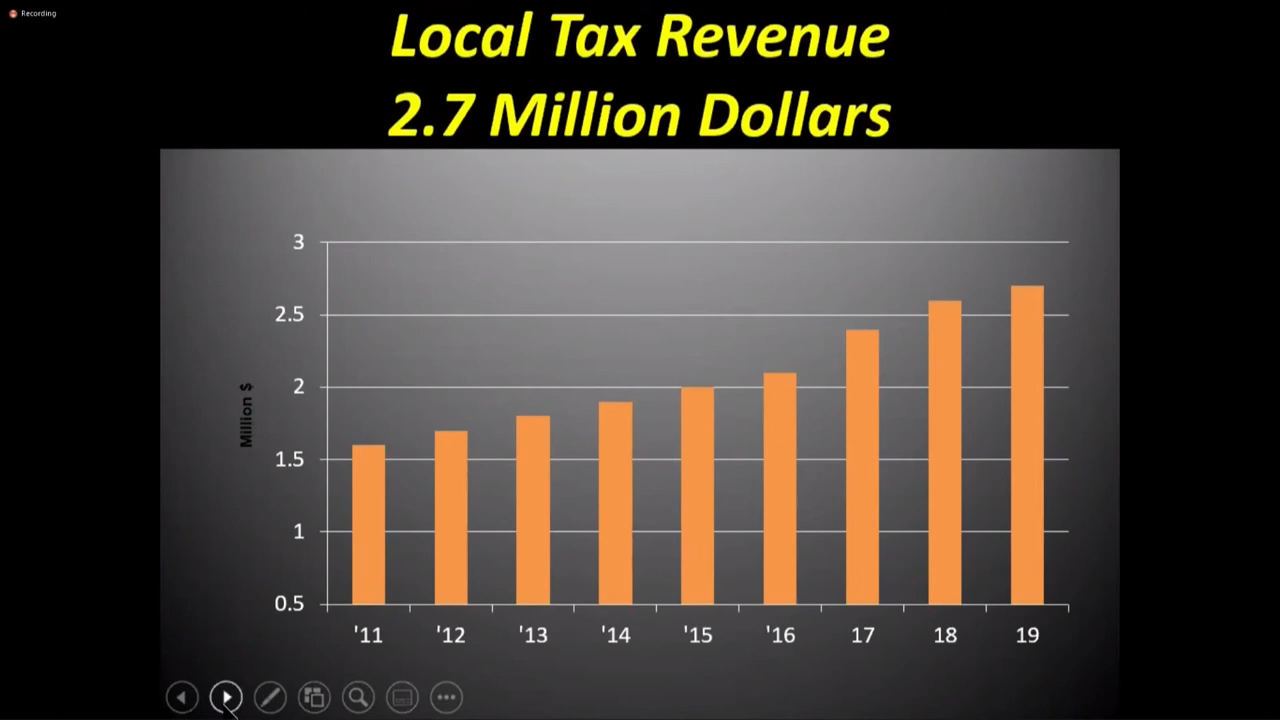 Recording
Local Tax Revenue
2.7 Million Dollars
3
2.5
2
1.5
1
0.5
Million $
'11 '12 '13 '14 '15 '16 17 18 19